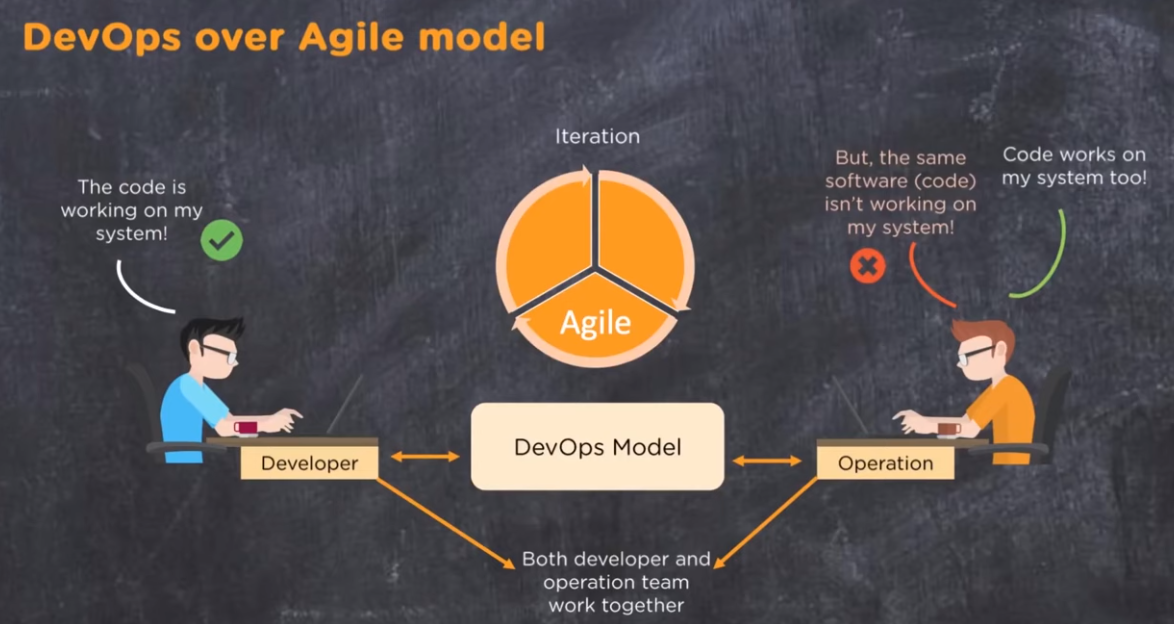 DevOps over Agile model
Iteration
The code is
working on my
system!
But, the same
software (code)
isn't working on
my system!
Code works on
my system too!
Agile
DevOps Model
Developer
Operation
Both developer and
operation team
work together